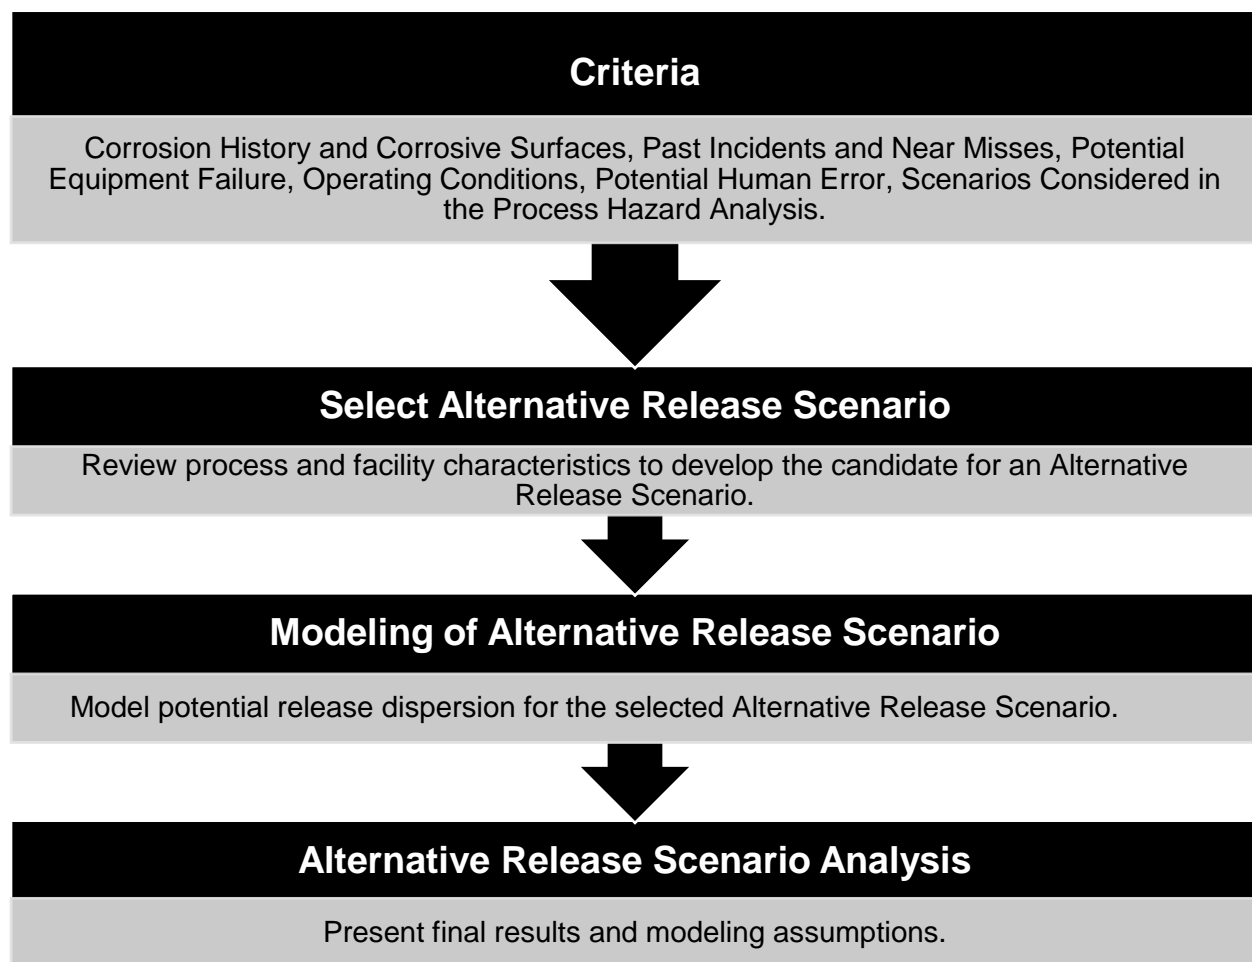 Criteria
Corrosion History and Corrosive Surfaces, Past Incidents and Near Misses, Potential
Equipment Failure, Operating Conditions, Potential Human Error, Scenarios Considered in
the Process Hazard Analysis.
Select Alternative Release Scenario
Review process and facility characteristics to develop the candidate for an Alternative
Release Scenario.
Modeling of Alternative Release Scenario
Model potential release dispersion for the selected Alternative Release Scenario.
Alternative Release Scenario Analysis
Present final results and modeling assumptions.